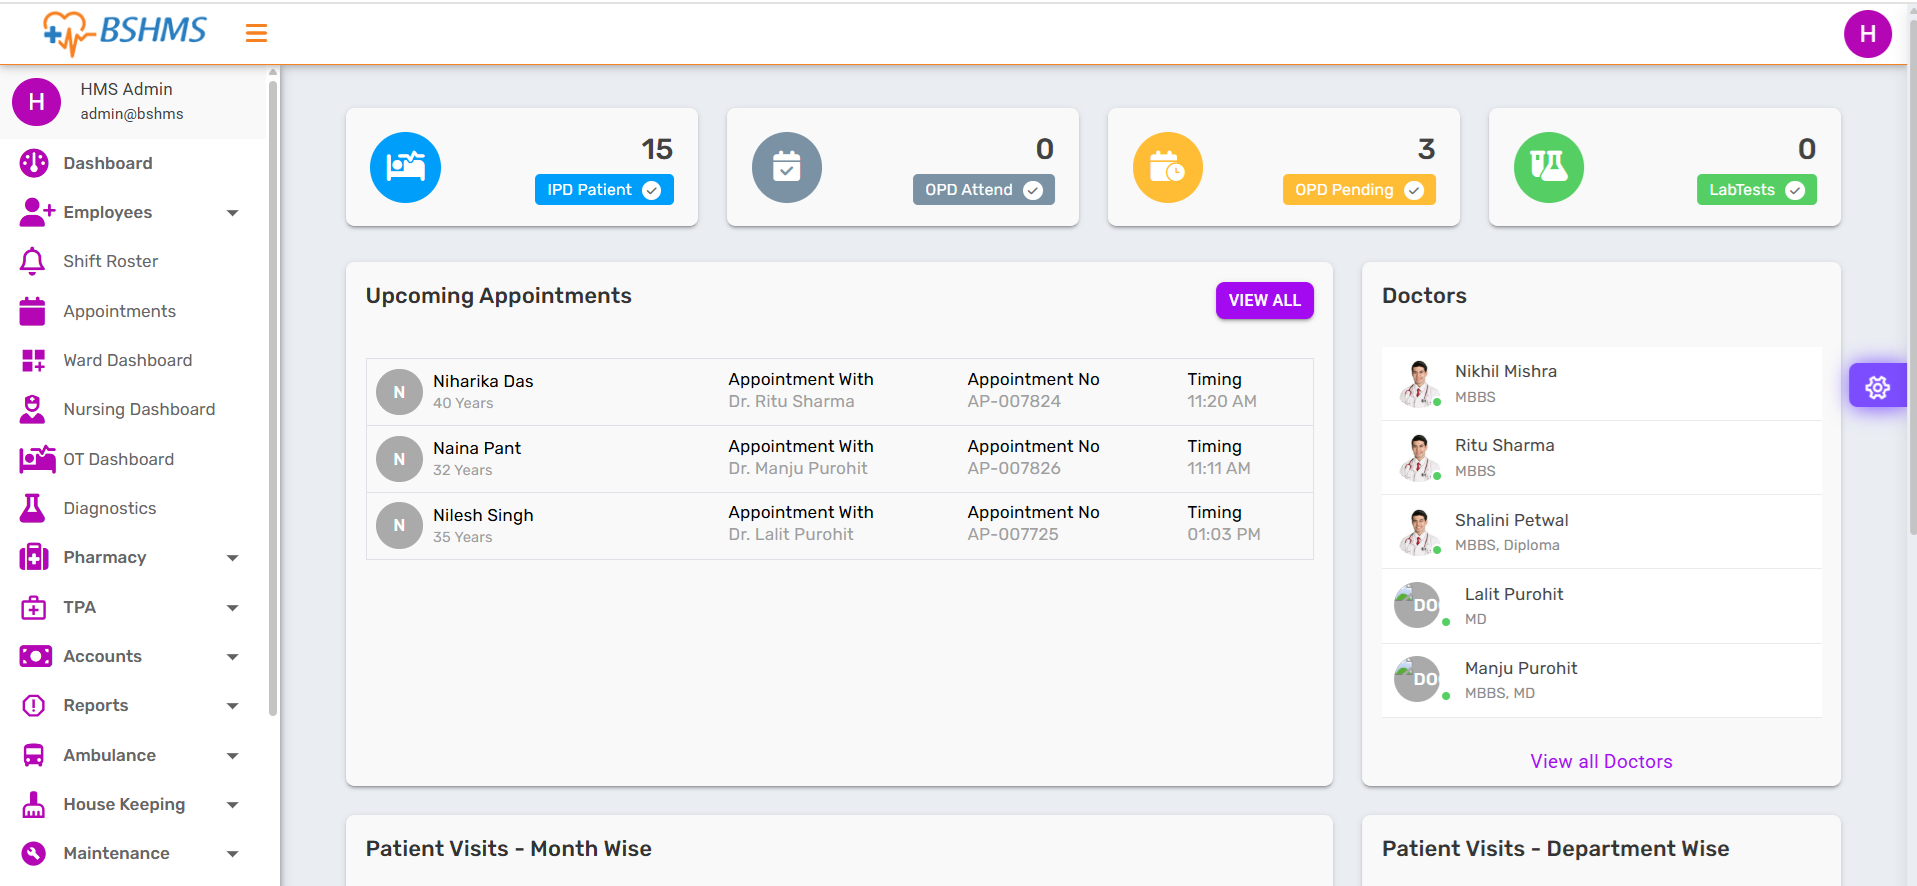 BSHMS
H
H
HMS Admin
admin@bshms
Dashboard
Employees
Shift Roster
Appointments
Ward Dashboard
Nursing Dashboard
OT Dashboard
Diagnostics
Pharmacy
TPA
Accounts
Reports
Ambulance
House Keeping
Maintenance
15
IPD Patient
0
OPD Attend
3
OPD Pending
0
LabTests
Upcoming Appointments
VIEW ALL
N
Niharika Das
40 Years
Appointment With
Dr. Ritu Sharma
Appointment No
AP-007824
Timing
11:20 AM
N
Naina Pant
32 Years
Appointment With
Dr. Manju Purohit
Appointment No
AP-007826
Timing
11:11 AM
N
Nilesh Singh
35 Years
Appointment With
Dr. Lalit Purohit
Appointment No
AP-007725
Timing
01:03 PM
Doctors
Nikhil Mishra
MBBS
Ritu Sharma
MBBS
Shalini Petwal
MBBS, Diploma
DO
Lalit Purohit
MD
DO
Manju Purohit
MBBS, MD
View all Doctors
Patient Visits - Month Wise
Patient Visits - Department Wise